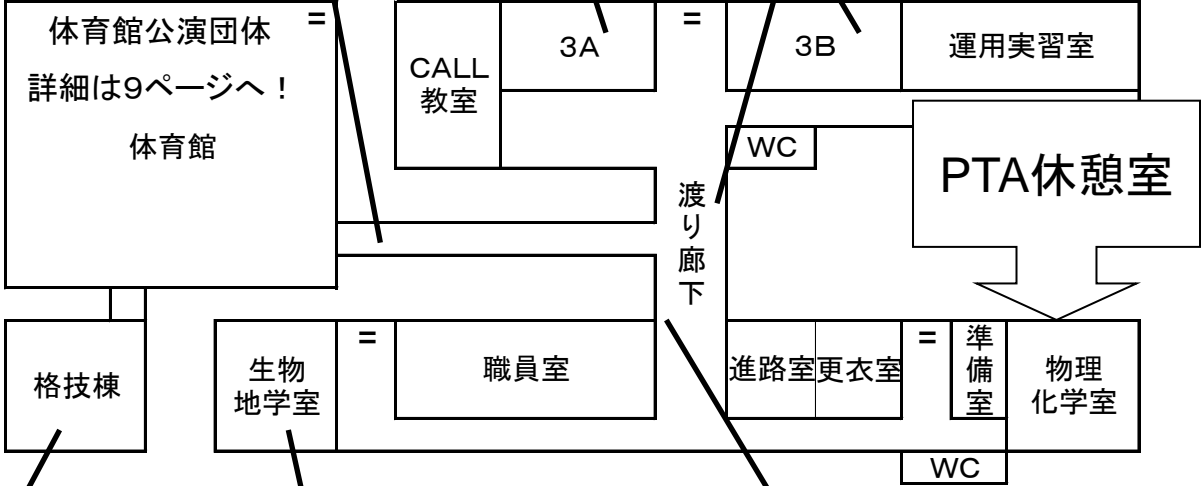 体育館公演団体
詳細は9ページへ！
体育館
=
CALL
教室
3A
=
3B
運用実習室
WC
PTA休憩室
渡り廊下
格技棟
生物
地学室
=
職員室
進路室
更衣室
=
準備室
物理
化学室
WC